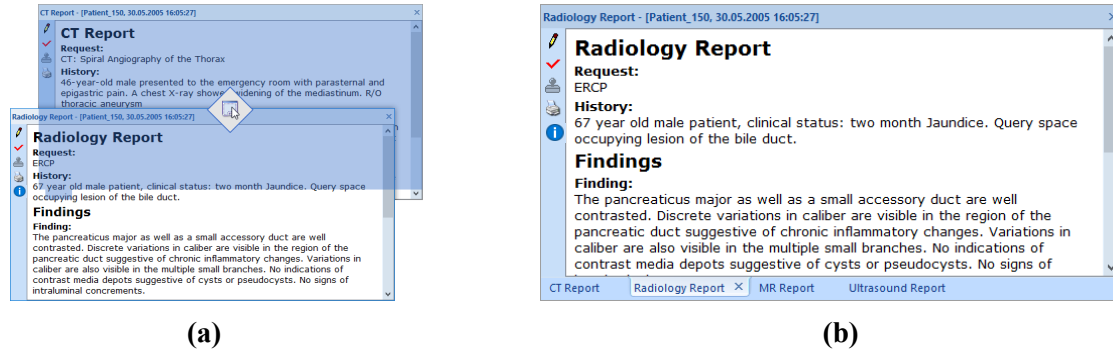 CT Report - [Patient_150, 30.05.2005 16:05:27]
CT Report
Request:
CT: Spiral Angiography of the Thorax
History:
46-year-old male presented to the emergency room with parasternal and
epigastric pain. A chest X-ray showed widening of the mediastinum. R/O
thoracic aneurysm
Radiology Report - [Patient_150, 30.05.2005 16:05:27]
Radiology Report
Request:
ERCP
History:
67 year old male patient, clinical status: two month Jaundice. Query space
occupying lesion of the bile duct.
Findings
Finding:
The pancreaticus major as well as a small accessory duct are well
contrasted. Discrete variations in caliber are visible in the region of the
pancreatic duct suggestive of chronic inflammatory changes. Variations in
caliber are also visible in the multiple small branches. No indications of
contrast media depots suggestive of cysts or pseudocysts. No signs of
intraluminal concrements.
(a)
Radiology Report - [Patient_150, 30.05.2005 16:05:27]
Radiology Report
Request:
ERCP
History:
67 year old male patient, clinical status: two month Jaundice. Query space
occupying lesion of the bile duct.
Findings
Finding:
The pancreaticus major as well as a small accessory duct are well
contrasted. Discrete variations in caliber are visible in the region of the
pancreatic duct suggestive of chronic inflammatory changes. Variations in
caliber are also visible in the multiple small branches. No indications of
contrast media depots suggestive of cysts or pseudocysts. No signs of
CT Report Radiology Report MR Report Ultrasound Report
(b)